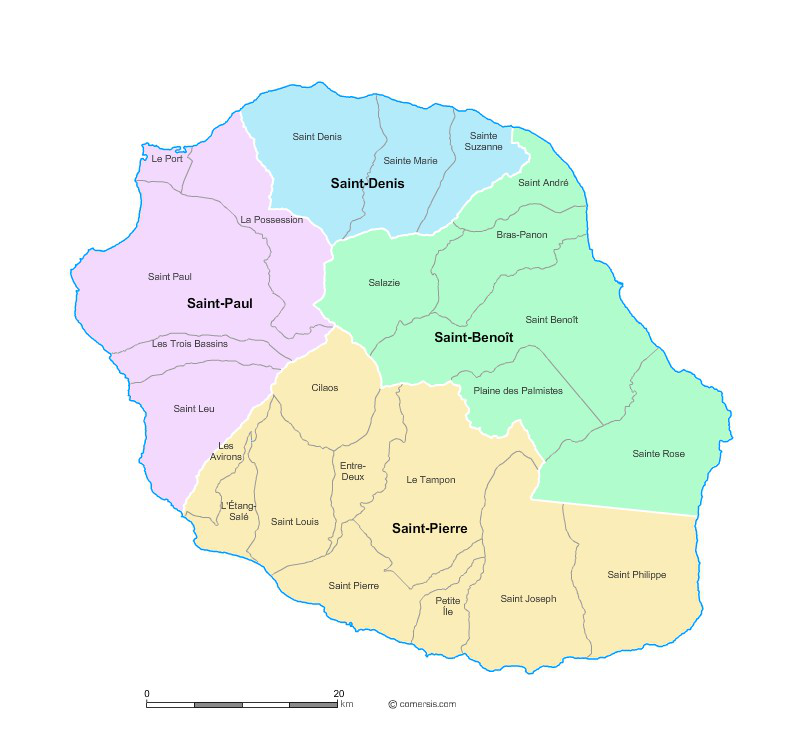 Saint Denis
Sainte
Suzanne
Le Port
Sainte Marie
Saint-Denis
Saint André
La Possession
Bras-Panon
Saint Paul
Salazie
Saint-Paul
Saint Benoît
Saint-Benoît
Les Trois Bassins
Cilaos
Plaine des Palmistes
Saint Leu
Les
Avirons
Sainte Rose
Entre-
Deux
Le Tampon
L'Étang-
Salé
Saint Louis
Saint-Pierre
Saint Philippe
Saint Pierre
Petite
Île
Saint Joseph
0 20
km
© comersis.com